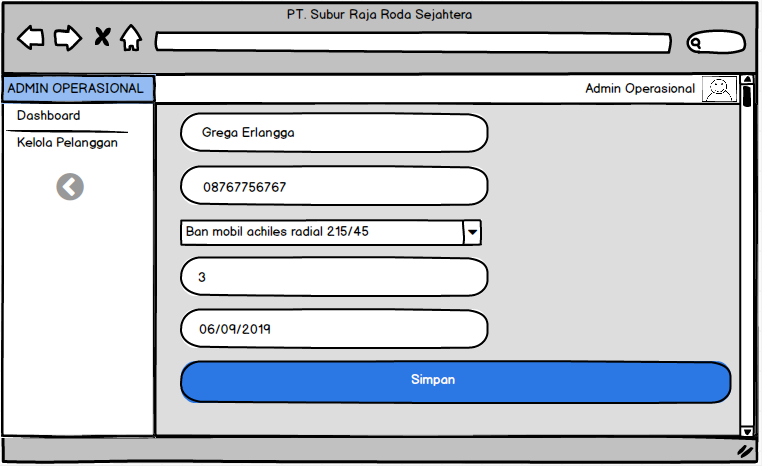 PT. Subur Raja Roda Sejahtera
ADMIN OPERASIONAL
Admin Operasional
Dashboard
Kelola Pelanggan
Grega Erlangga
08767756767
Ban mobil achiles radial 215/45
3
06/09/2019
Simpan